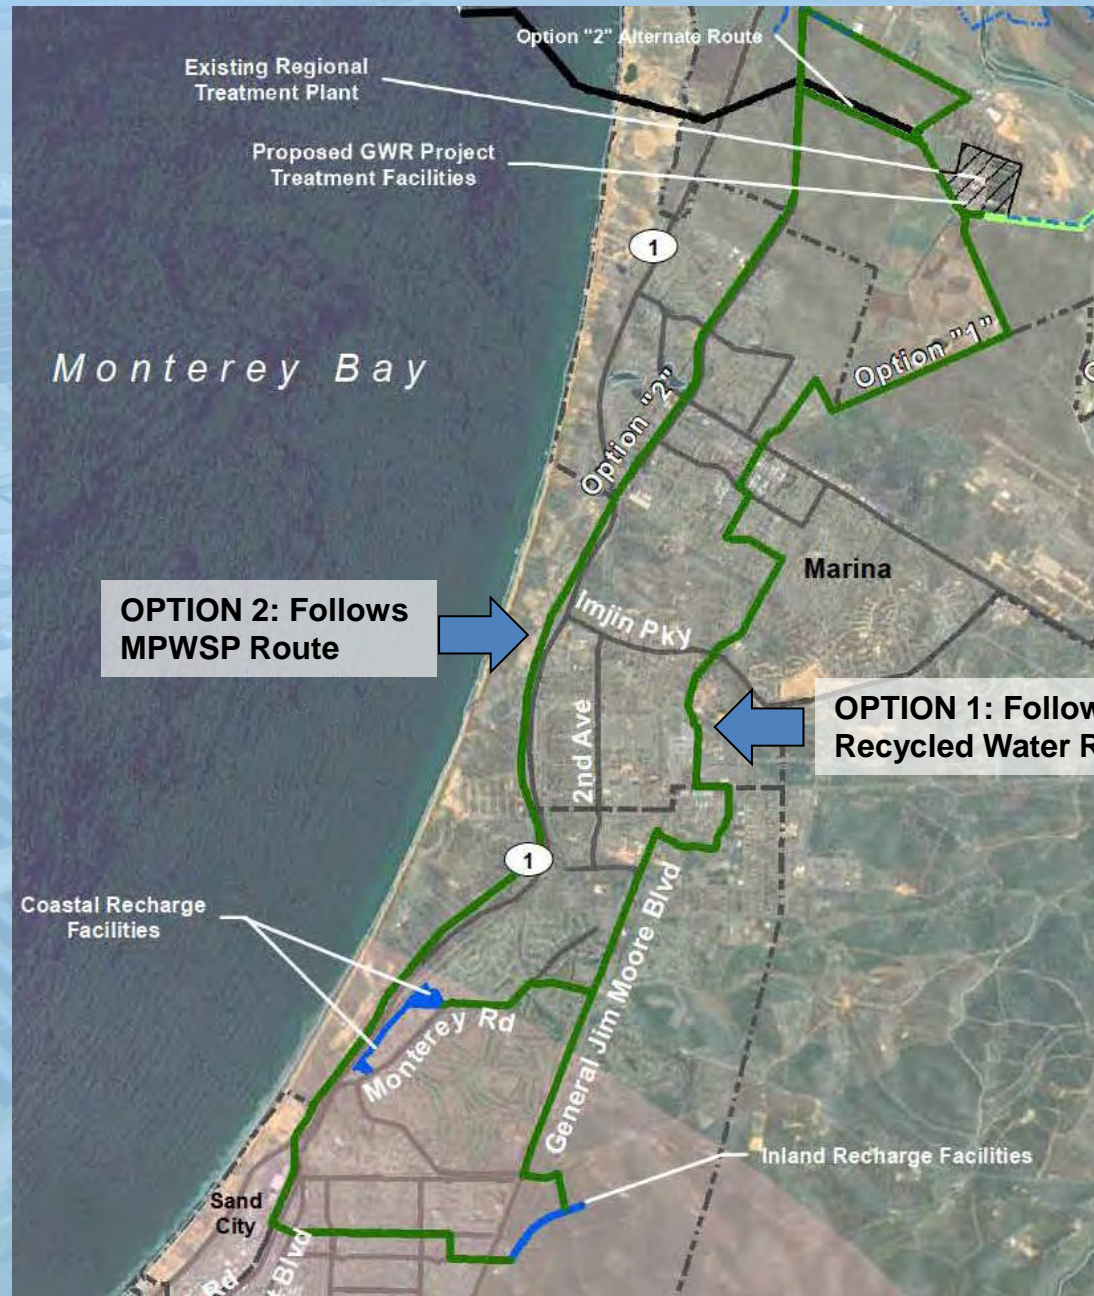 Option "2" Alternate Route
Existing Regional
Treatment Plant
Proposed GWR Project
Treatment Facilities
1
Monterey Bay
Option "1"
Option "2"
Marina
OPTION 2: Follows
MPWSP Route
Imjin Pky
OPTION 1: Follow
Recycled Water R
2nd Ave
1
Coastal Recharge
Facilities
General Jim Moore Blvd
Monterey Rd
Inland Recharge Facilities
Sand
City
Blvd
Rd